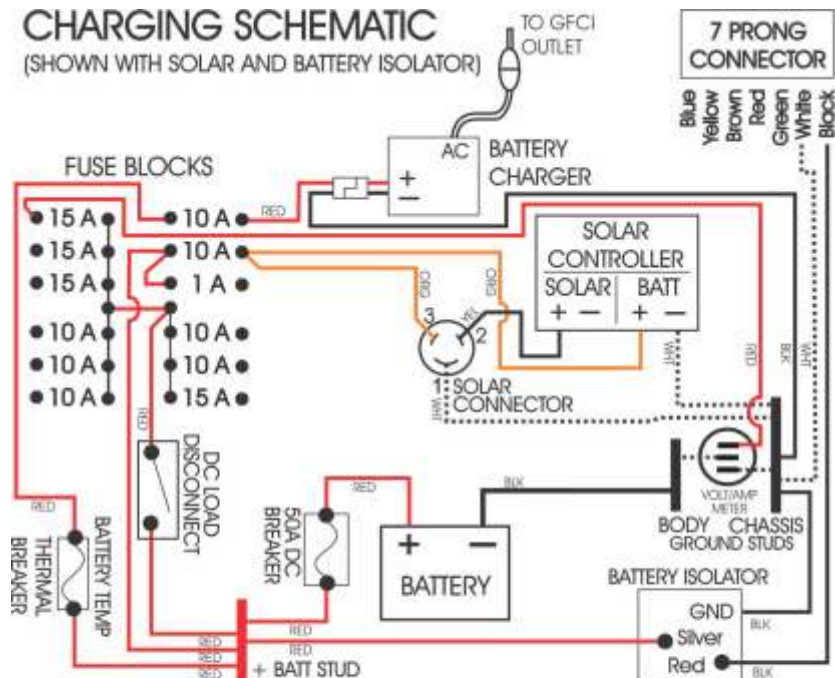 CHARGING SCHEMATIC
(SHOWN WITH SOLAR AND BATTERY ISOLATOR)
TO GFCI
OUTLET
7 PRONG
CONNECTOR
Blue
Yellow
Brown
Red
Green
White
Black
AC
+
−
BATTERY
CHARGER
FUSE BLOCKS
RED
15 A
10 A
15 A
10 A
15 A
1 A
10 A
10 A
10 A
10 A
10 A
15 A
SOLAR
CONTROLLER
SOLAR
BATT
+ −
+ −
ORG
ORG
YEL
3
2
1
WHT
SOLAR
CONNECTOR
WHT
RED
BLK
WHT
RED
DC LOAD
DISCONNECT
RED
BATTERY TEMP
THERMAL
BREAKER
50A DC
BREAKER
RED
+ −
BATTERY
BLK
VOLT/AMP
METER
BODY
CHASSIS
GROUND STUDS
BATTERY ISOLATOR
GND
BLK
Silver
Red
BLK
RED
RED
RED
RED
RED
+ BATT STUD